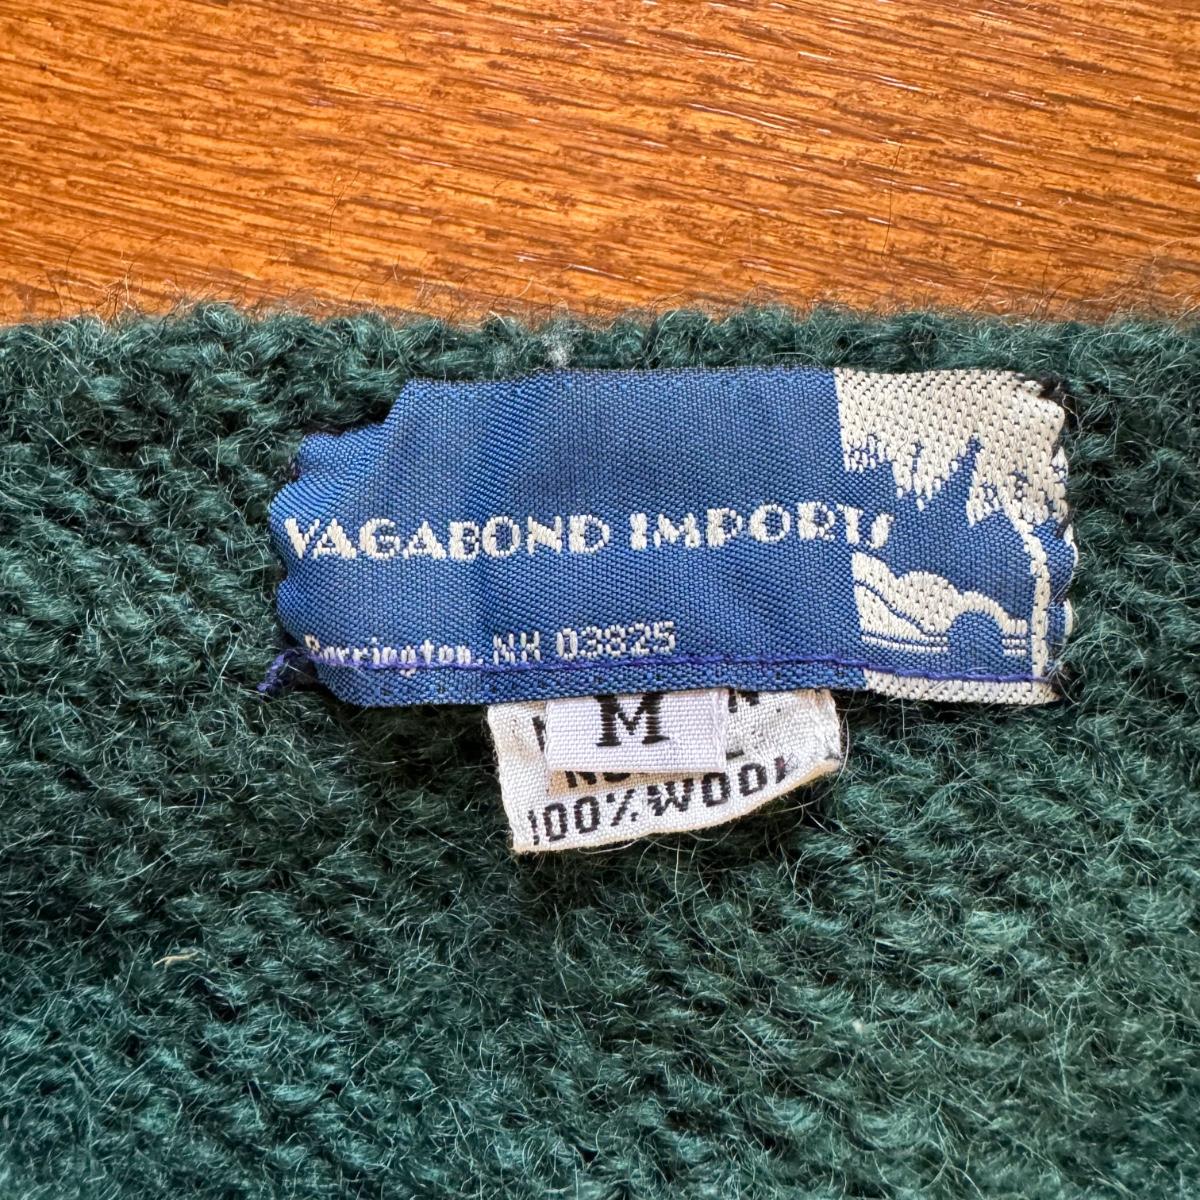 VAGABOND IMPORTS
Barrington, NH 03825
M
100% WOOL